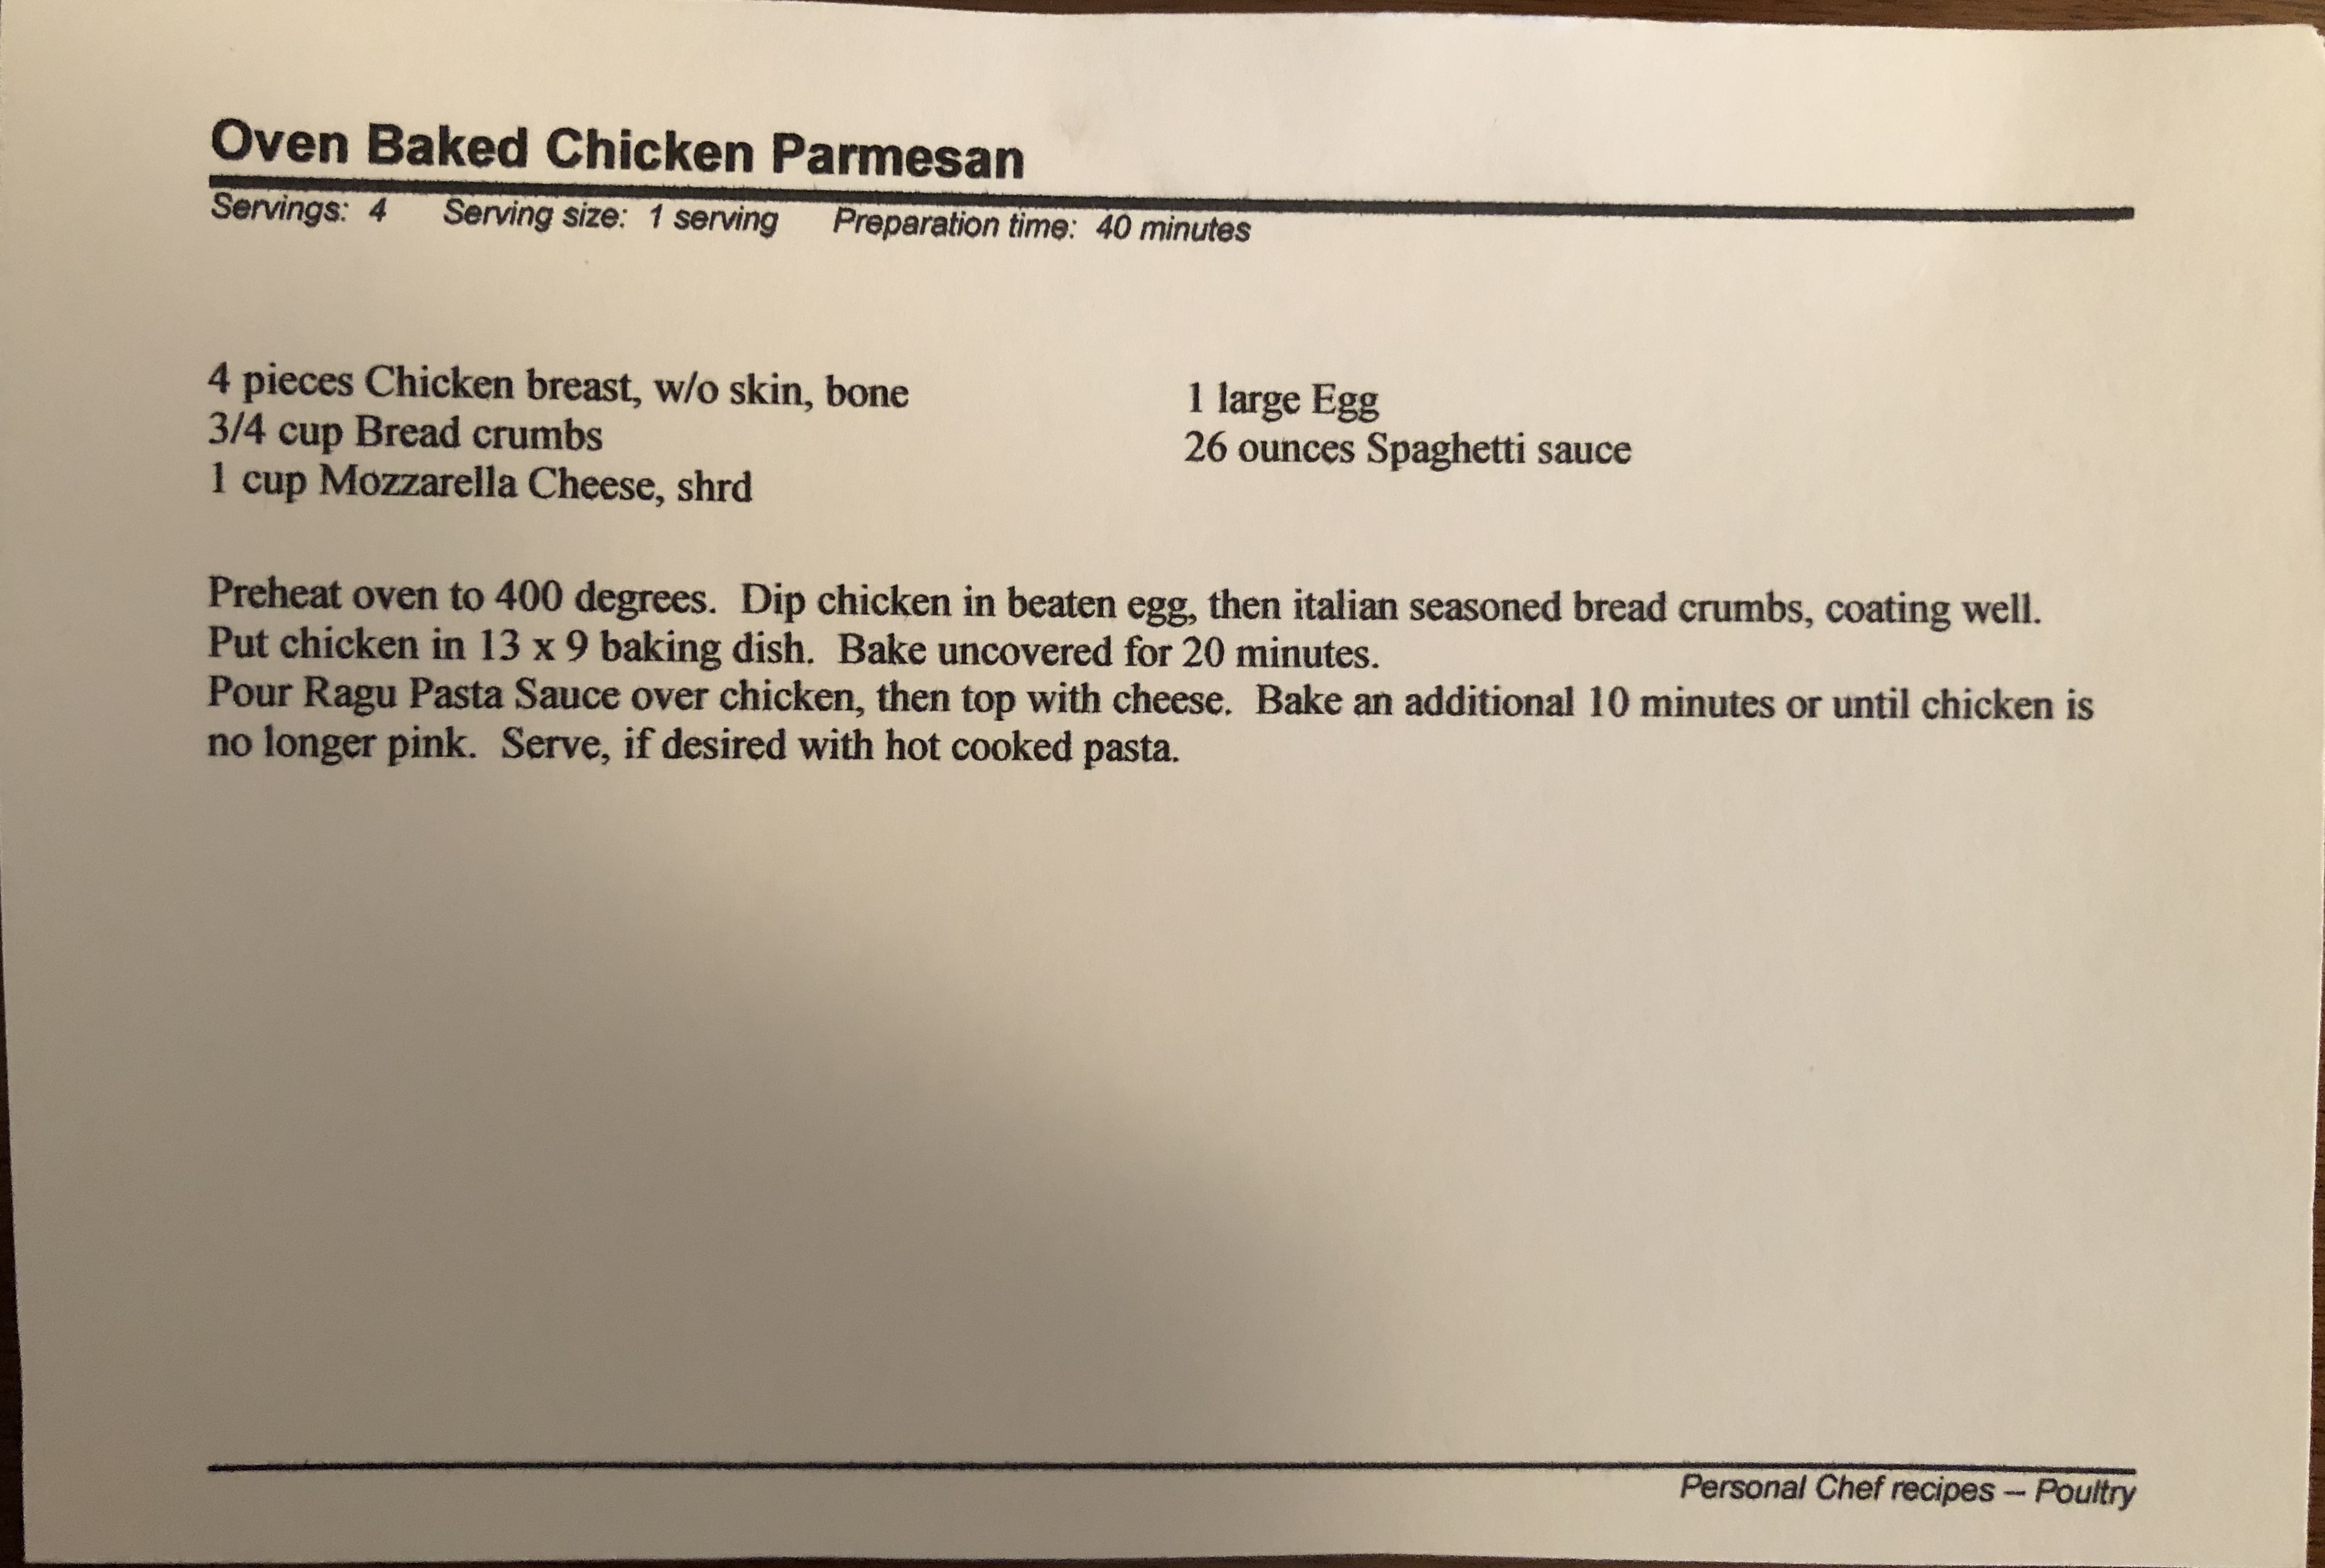 Oven Baked Chicken Parmesan
Servings: 4 Serving size: 1 serving Preparation time: 40 minutes
4 pieces Chicken breast, w/o skin, bone
3/4 cup Bread crumbs
1 cup Mozzarella Cheese, shrd
1 large Egg
26 ounces Spaghetti sauce
Preheat oven to 400 degrees. Dip chicken in beaten egg, then italian seasoned bread crumbs, coating well.
Put chicken in 13 x 9 baking dish. Bake uncovered for 20 minutes.
Pour Ragu Pasta Sauce over chicken, then top with cheese. Bake an additional 10 minutes or until chicken is
no longer pink. Serve, if desired with hot cooked pasta.
Personal Chef recipes – Poultry